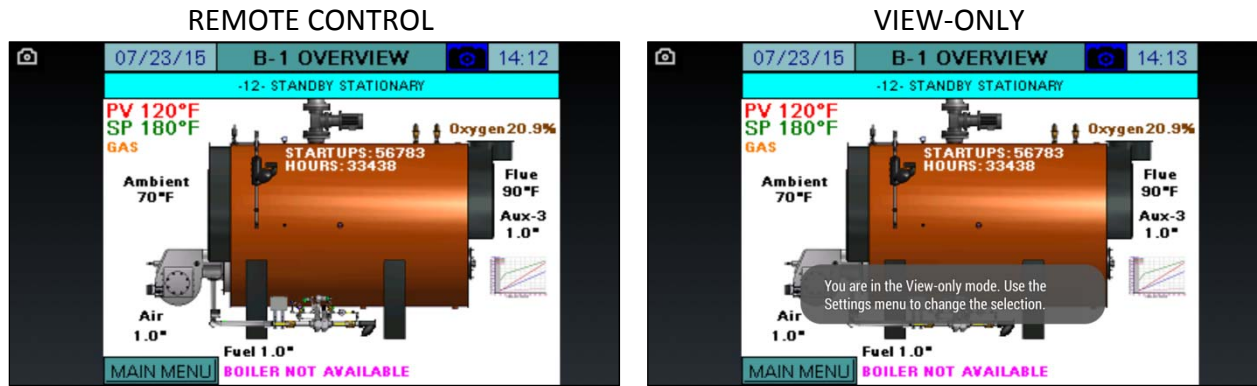 REMOTE CONTROL
07/23/15 B-1 OVERVIEW 14:12
-12- STANDBY STATIONARY
PV 120°F
SP 180°F
GAS
Oxygen 20.9%
STARTUPS: 56783
HOURS: 33438
Ambient
70°F
Flue
90°F
Aux-3
1.0"
Air
1.0"
Fuel 1.0"
MAIN MENU BOILER NOT AVAILABLE
VIEW-ONLY
07/23/15 B-1 OVERVIEW 14:13
-12- STANDBY STATIONARY
PV 120°F
SP 180°F
GAS
Oxygen 20.9%
STARTUPS: 56783
HOURS: 33438
Ambient
70°F
Flue
90°F
Aux-3
1.0"
You are in the View-only mode. Use the
Settings menu to change the selection.
Air
1.0"
Fuel 1.0"
MAIN MENU BOILER NOT AVAILABLE